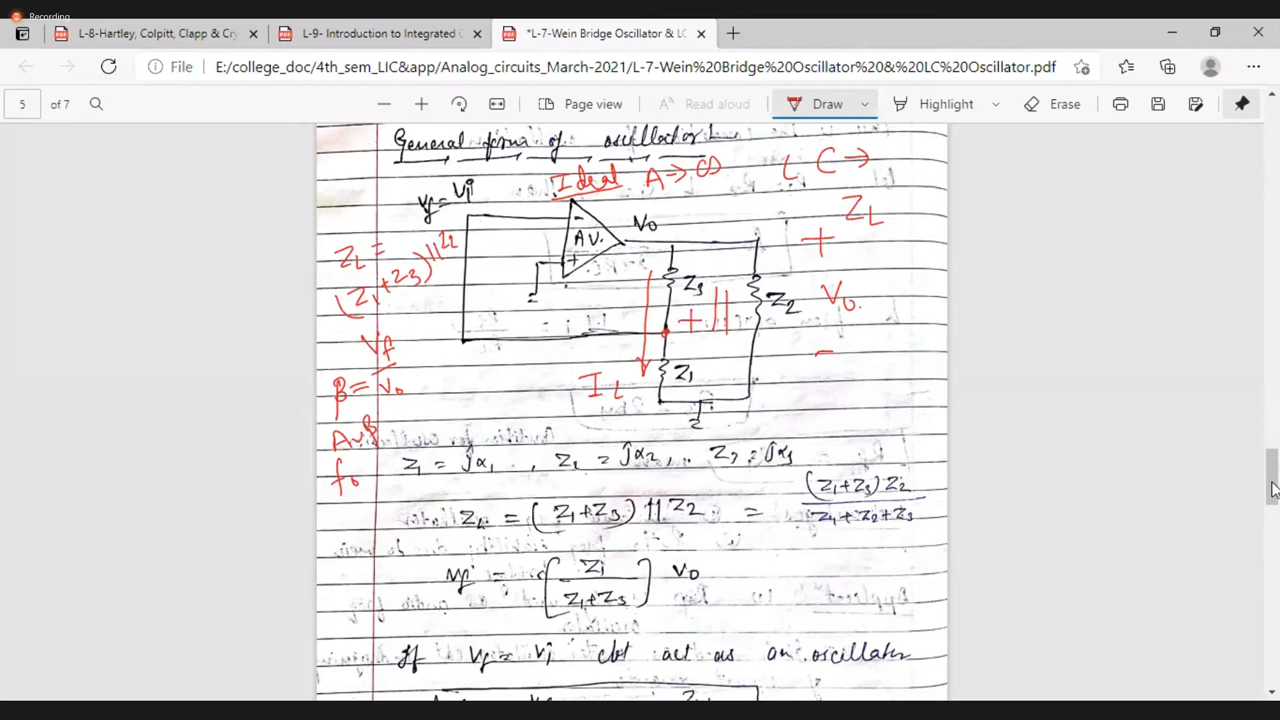 Recording
L-8-Hartley, Colpitt, Clapp & Cry
L-9- Introduction to Integrated C
*L-7-Wein Bridge Oscillator & LC
File
E:/college_doc/4th_sem_LIC&app/Analog_circuits_March-2021/L-7-Wein%20Bridge%20Oscillator%20&%20LC%20Oscillator.pdf
5 of 7
Page view
Read aloud
Draw
Highlight
Erase
General form of oscillator
Ideal A → ∞
L C →
Vf = Vi
ZL
AV.
Vo
-
+
+
ZL =
(Z1+Z3) || Z2
Z3
Z2
+ ||
Vo.
-
Z1
IL
β = Vf / Vo
Avβ
fo
Z1 = jα1 , Z2 = jα2, .. Z3 = jα3
ZL = (Z1+Z3) || Z2 = (Z1+Z3) Z2 / Z1+Z2+Z3
Vf = [ Z1 / Z1+Z3 ] Vo
If Vf = Vi ckt act as an oscillator